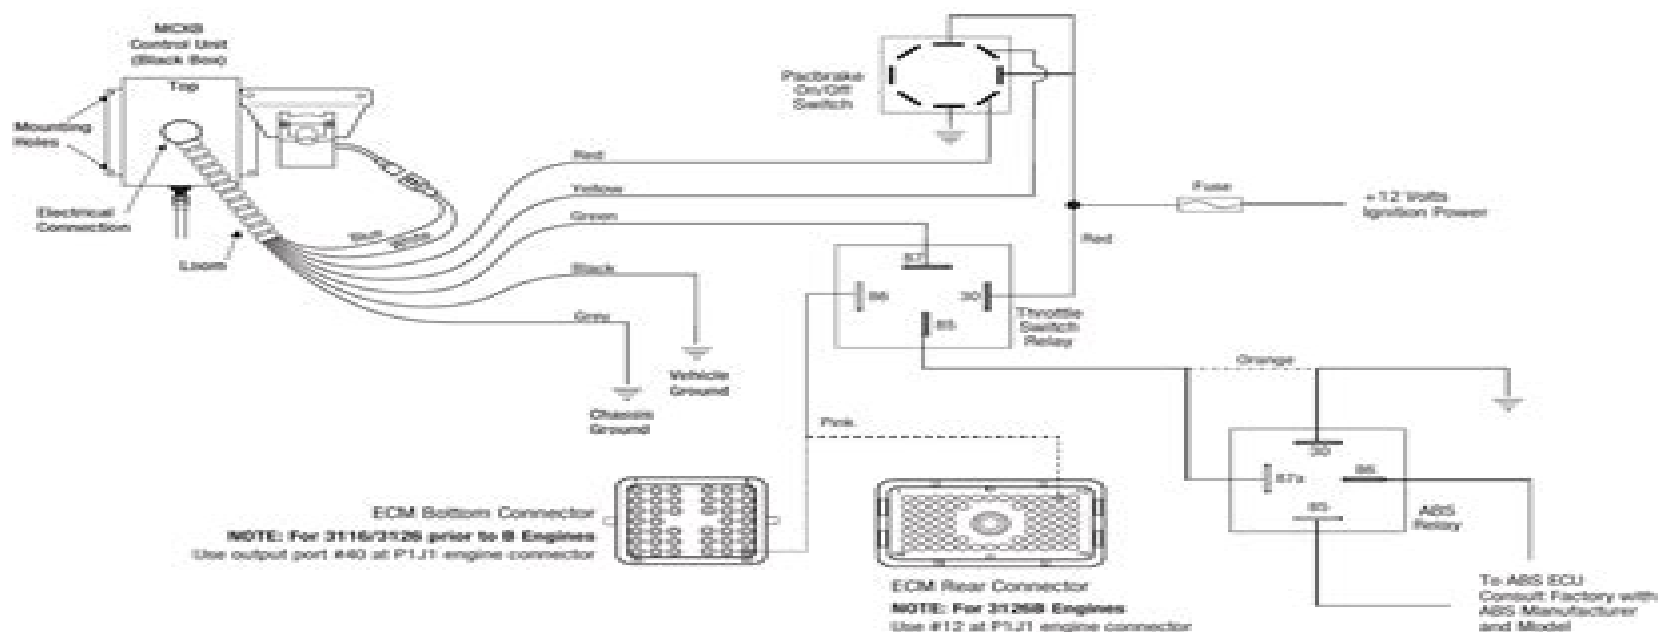 Control Unit
(Black Box)
Top
Mounting
Holes
Electrical
Connection
Loom
Pacbrake
On/Off
Switch
Red
Yellow
Green
Black
Grey
Fuse
+12 Volts
Ignition Power
Red
87
86
30
85
Throttle
Switch
Relay
Vehicle
Ground
Chassis
Ground
Orange
Pink
30
87a
86
85
ABS
Relay
ECM Bottom Connector
NOTE: For 3116/3126 prior to B Engines
Use output port #40 at P1J1 engine connector
ECM Rear Connector
NOTE: For 3126B Engines
Use #12 at P1J1 engine connector
To ABS ECU
Consult Factory with
ABS Manufacturer
and Model